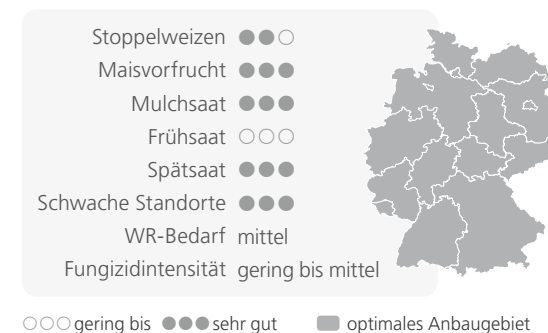 Stoppelweizen ●●○
Maisvorfrucht ●●●
Mulchsaat ●●●
Frühsaat ○○○
Spätsaat ●●●
Schwache Standorte ●●●
WR-Bedarf mittel
Fungizidintensität gering bis mittel
○○○ gering bis ●●● sehr gut optimales Anbaugebiet